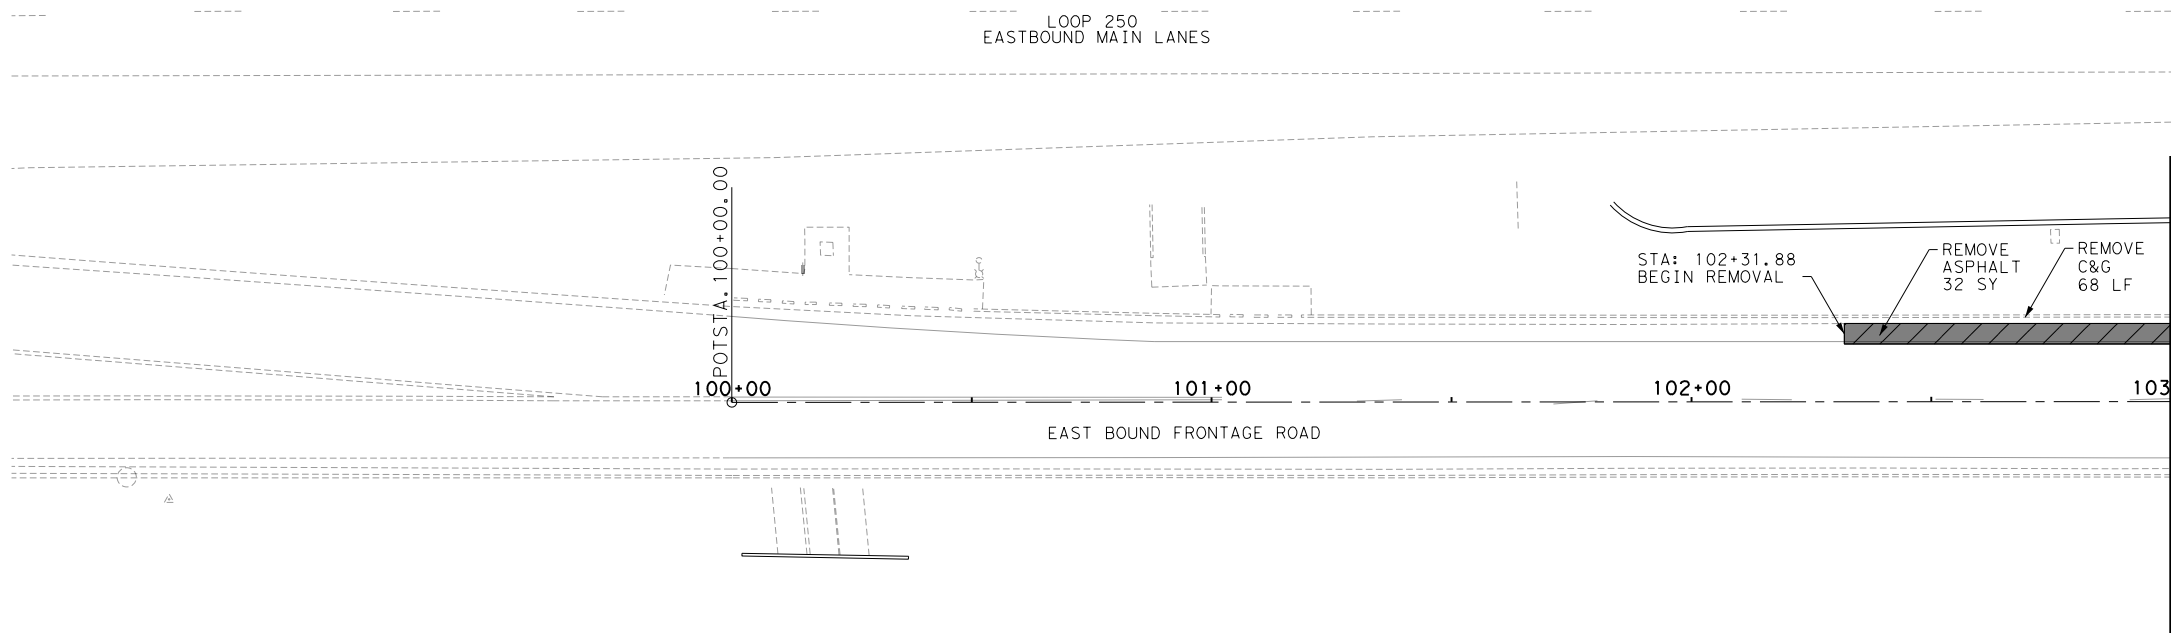 LOOP 250
EASTBOUND MAIN LANES
POTSTA.100+00.00
STA: 102+31.88
BEGIN REMOVAL
REMOVE
ASPHALT
32 SY
REMOVE
C&G
68 LF
100+00
101+00
102+00
103
EAST BOUND FRONTAGE ROAD